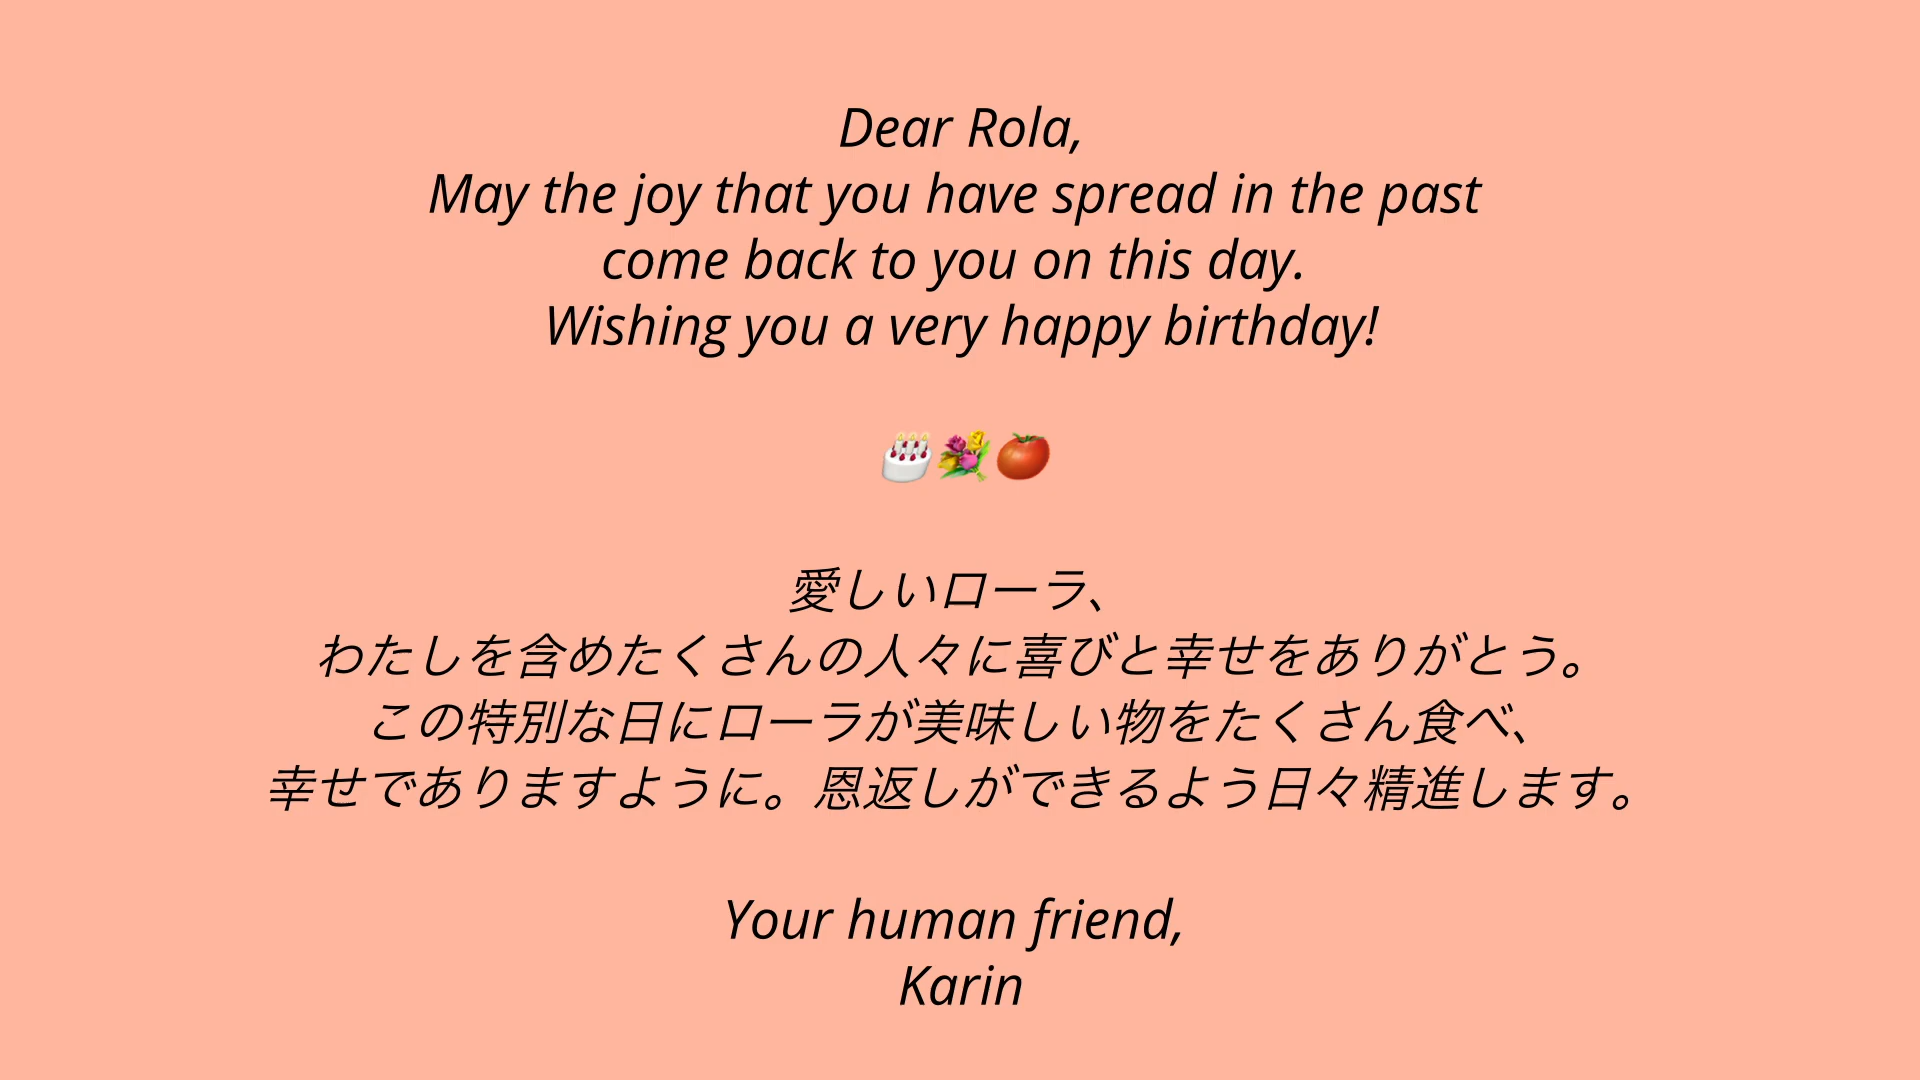 Dear Rola,
May the joy that you have spread in the past
come back to you on this day.
Wishing you a very happy birthday!
🎂💐🍅
愛しいローラ、
わたしを含めたくさんの人々に喜びと幸せをありがとう。
この特別な日にローラが美味しい物をたくさん食べ、
幸せでありますように。恩返しができるよう日々精進します。
Your human friend,
Karin